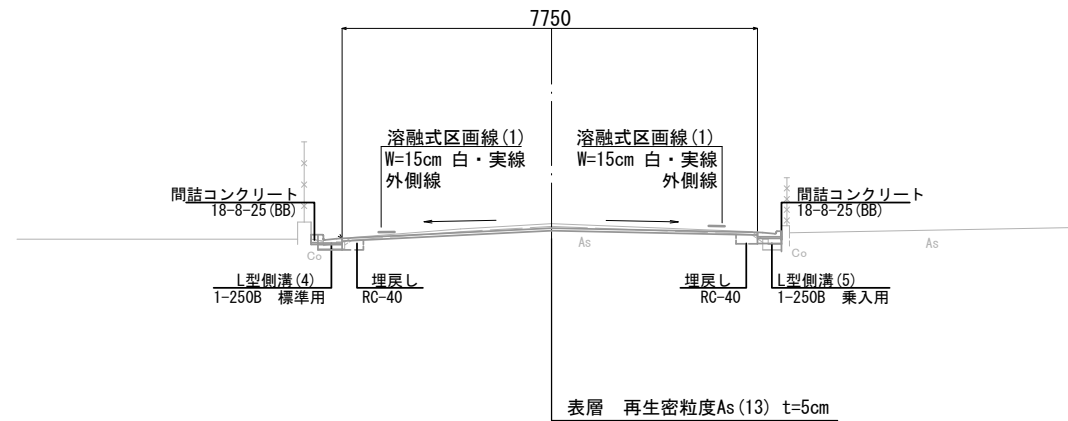 7750
溶融式区画線(1)
W=15cm 白・実線
外側線
溶融式区画線(1)
W=15cm 白・実線
外側線
間詰コンクリート
18-8-25(BB)
間詰コンクリート
18-8-25(BB)
As
As
Co
Co
L型側溝(4)
1-250B 標準用
埋戻し
RC-40
埋戻し
RC-40
L型側溝(5)
1-250B 乗入用
表層 再生密粒度As(13) t=5cm